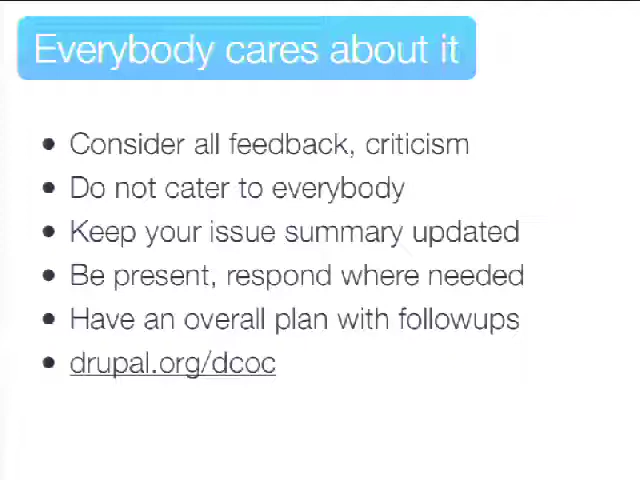 Everybody cares about it
• Consider all feedback, criticism
• Do not cater to everybody
• Keep your issue summary updated
• Be present, respond where needed
• Have an overall plan with followups
• drupal.org/dcoc